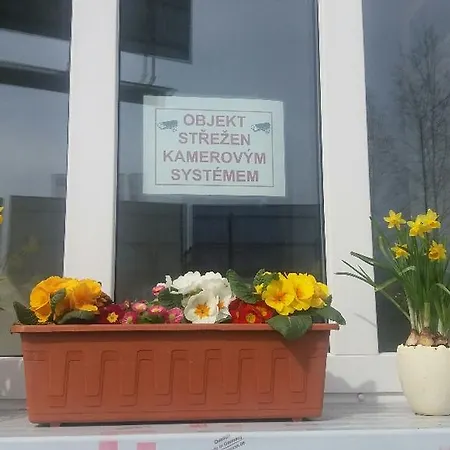 OBJEKT
STŘEŽEN
KAMEROVÝM
SYSTÉMEM